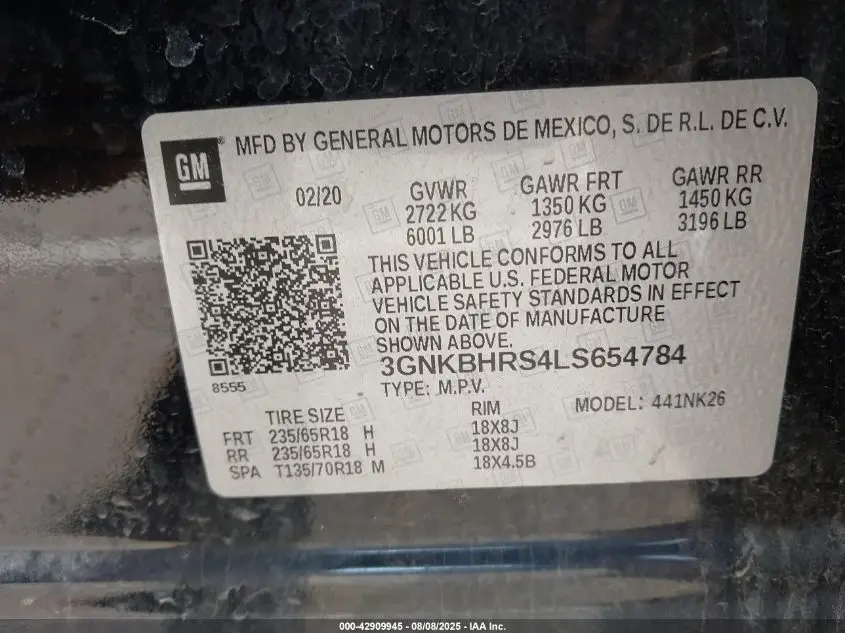 GM
MFD BY GENERAL MOTORS DE MEXICO, S. DE R.L. DE C.V.
02/20
GVWR
2722 KG
6001 LB
GAWR FRT
1350 KG
2976 LB
GAWR RR
1450 KG
3196 LB
THIS VEHICLE CONFORMS TO ALL
APPLICABLE U.S. FEDERAL MOTOR
VEHICLE SAFETY STANDARDS IN EFFECT
ON THE DATE OF MANUFACTURE
SHOWN ABOVE.
3GNKBHRS4LS654784
8555
TYPE: M.P.V.
TIRE SIZE
RIM
MODEL: 441NK26
FRT 235/65R18 H 18X8J
RR 235/65R18 H 18X8J
SPA T135/70R18 M 18X4.5B
000-42909945 - 08/08/2025 - IAA Inc.